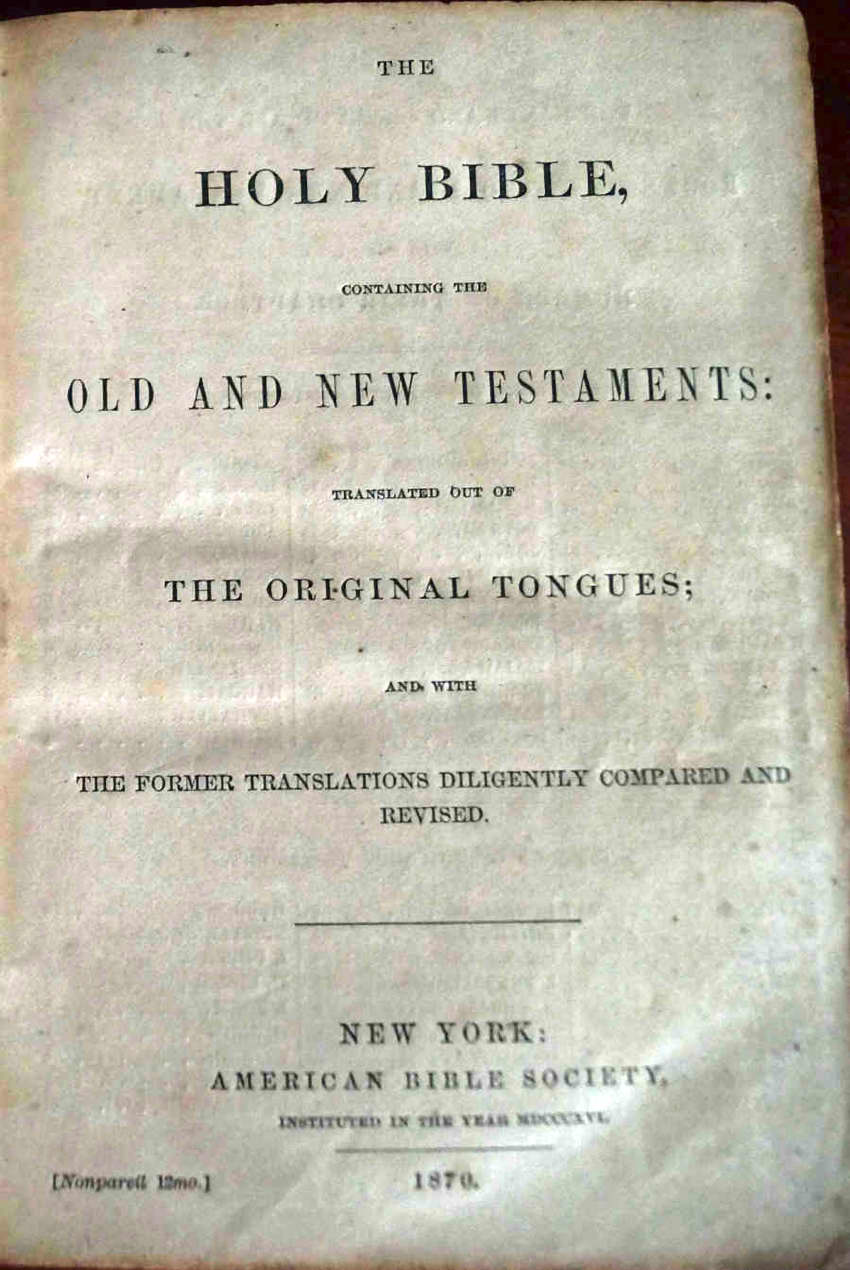 THE
HOLY BIBLE,
CONTAINING THE
OLD AND NEW TESTAMENTS:
TRANSLATED OUT OF
THE ORIGINAL TONGUES;
AND WITH
THE FORMER TRANSLATIONS DILIGENTLY COMPARED AND
REVISED.
NEW YORK:
AMERICAN BIBLE SOCIETY,
INSTITUTED IN THE YEAR MDCCCXVI.
[Nonpareil 12mo.] 1870.